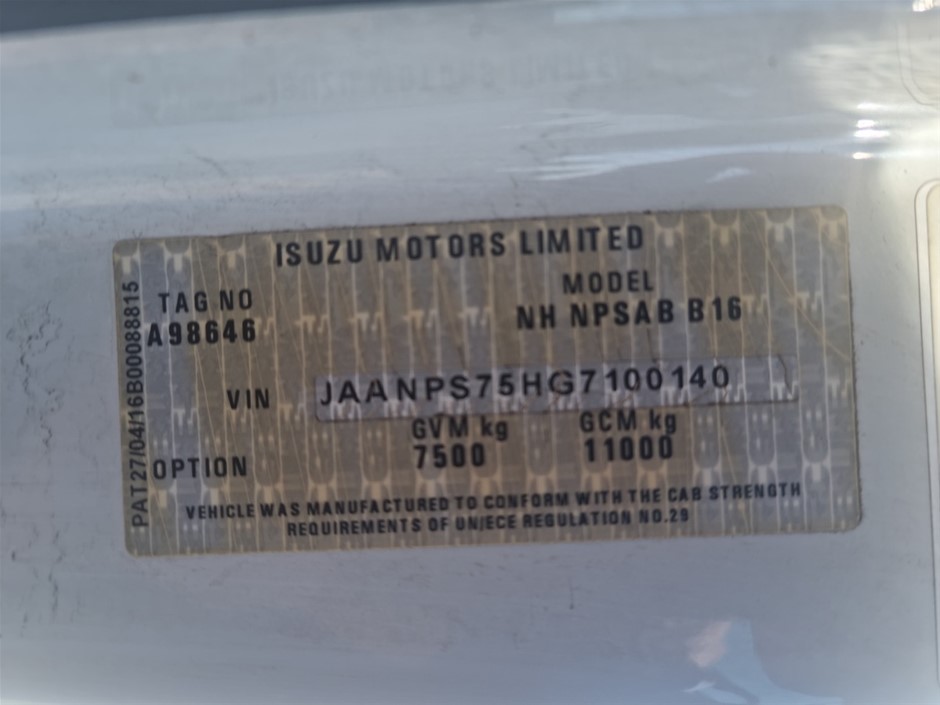 ISUZU MOTORS LIMITED
TAG NO
A98646
MODEL
NH NPSAB B16
VIN JAANPS75HG7100140
GVM kg
7500
GCM kg
11000
OPTION
VEHICLE WAS MANUFACTURED TO CONFORM WITH THE CAB STRENGTH
REQUIREMENTS OF UN/ECE REGULATION NO.29
PAT27/04/16B00088815